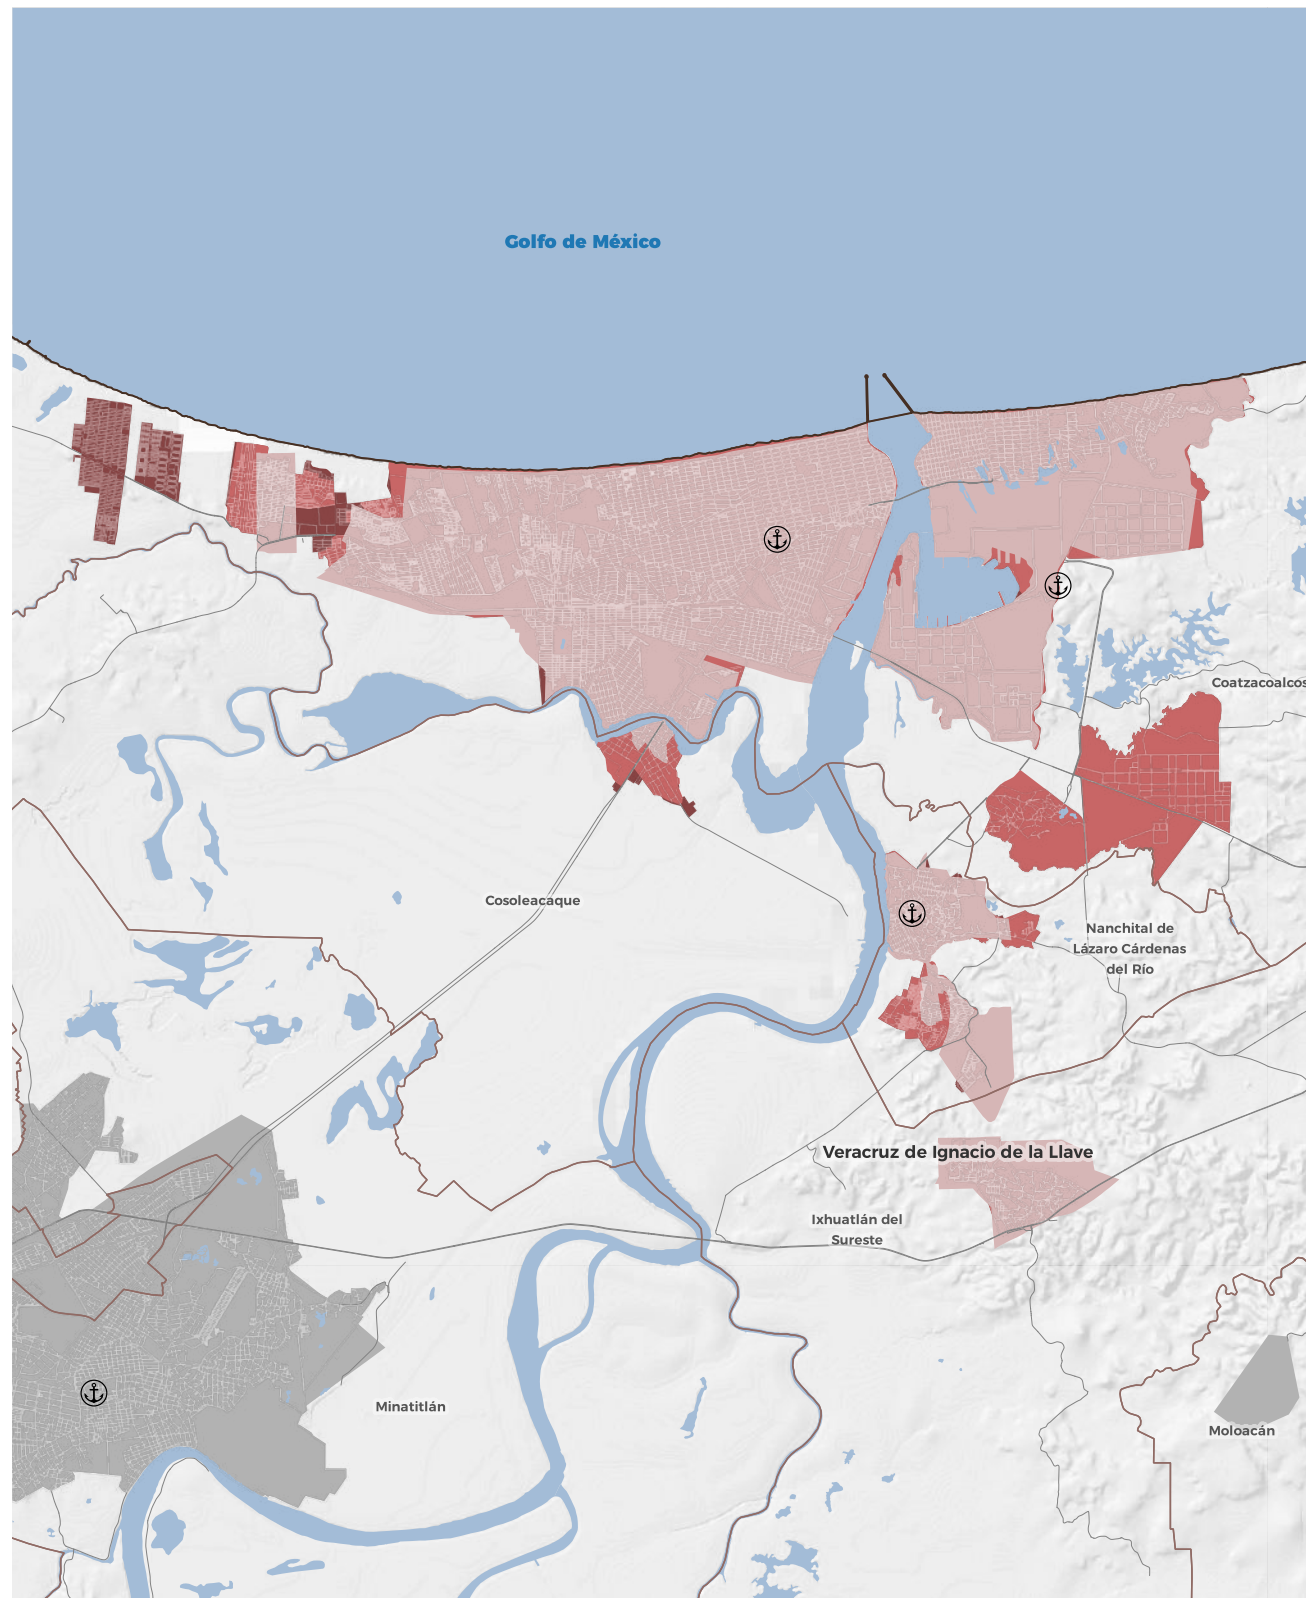 Golfo de México
Coatzacoalcos
Cosoleacaque
Nanchital de
Lázaro Cárdenas
del Río
Veracruz de Ignacio de la Llave
Ixhuatlán del
Sureste
Minatitlán
Moloacán